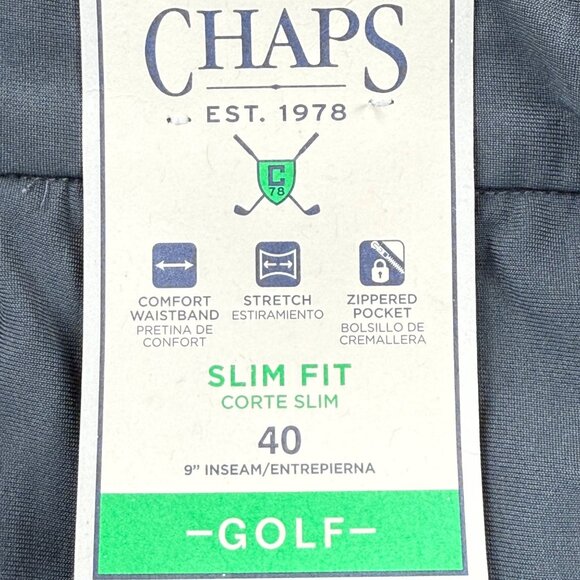 CHAPS
EST. 1978
C
78
COMFORT WAISTBAND
PRETINA DE CONFORT
STRETCH
ESTIRAMIENTO
ZIPPERED POCKET
BOLSILLO DE CREMALLERA
SLIM FIT
CORTE SLIM
40
9" INSEAM/ENTREPIERNA
–GOLF–